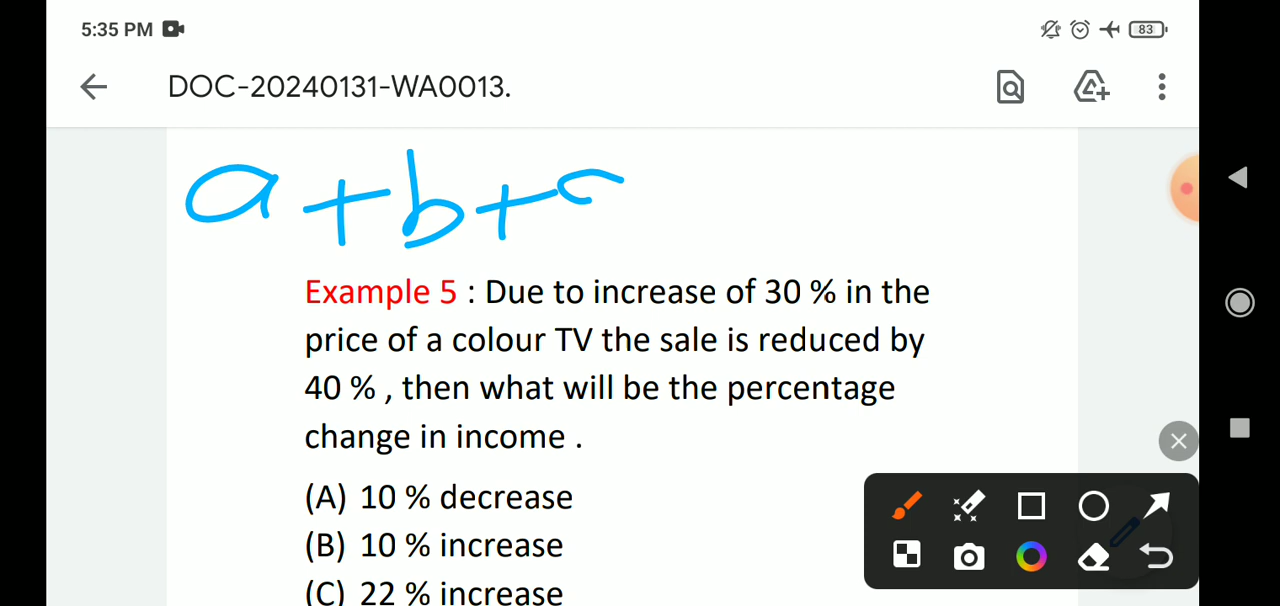 5:35 PM
83
DOC-20240131-WA0013.
a+b+
Example 5 : Due to increase of 30 % in the
price of a colour TV the sale is reduced by
40 % , then what will be the percentage
change in income .
(A) 10 % decrease
(B) 10 % increase
(C) 22 % increase